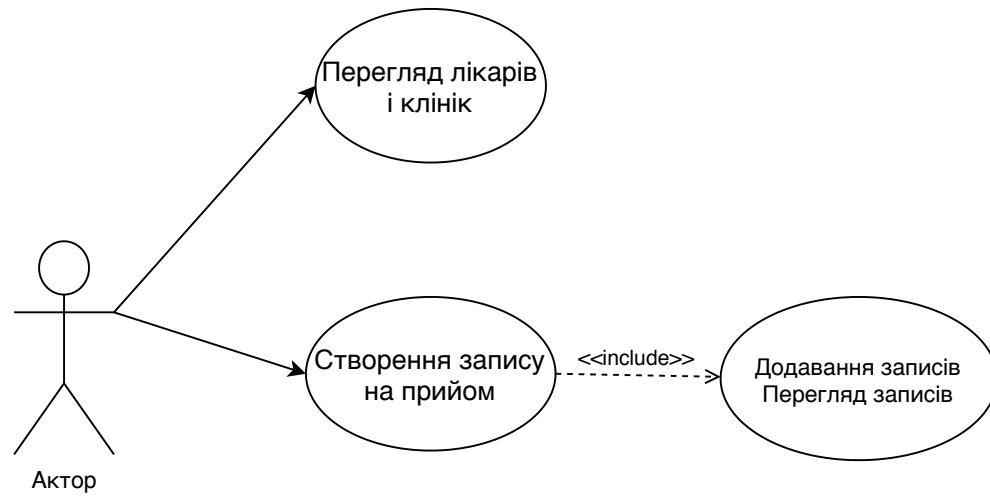 Перегляд лікарів
і клінік
Створення запису
на прийом
<<include>>
Додавання записів
Перегляд записів
Актор